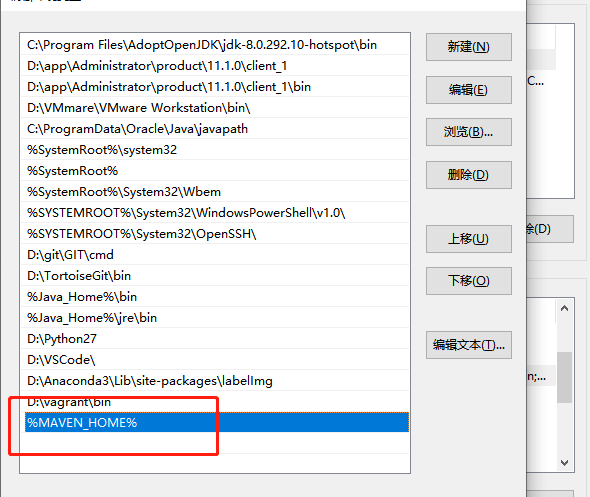 C:\Program Files\AdoptOpenJDK\jdk-8.0.292.10-hotspot\bin
D:\app\Administrator\product\11.1.0\client_1
D:\app\Administrator\product\11.1.0\client_1\bin
D:\VMmare\VMware Workstation\bin\
C:\ProgramData\Oracle\Java\javapath
%SystemRoot%\system32
%SystemRoot%
%SystemRoot%\System32\Wbem
%SYSTEMROOT%\System32\WindowsPowerShell\v1.0\
%SYSTEMROOT%\System32\OpenSSH\
D:\git\GIT\cmd
D:\TortoiseGit\bin
%Java_Home%\bin
%Java_Home%\jre\bin
D:\Python27
D:\VSCode\
D:\Anaconda3\Lib\site-packages\labelImg
D:\vagrant\bin
%MAVEN_HOME%
新建(N)
编辑(E)
浏览(B)...
删除(D)
上移(U)
下移(O)
编辑文本(T)...
C...
除(D)
n;...